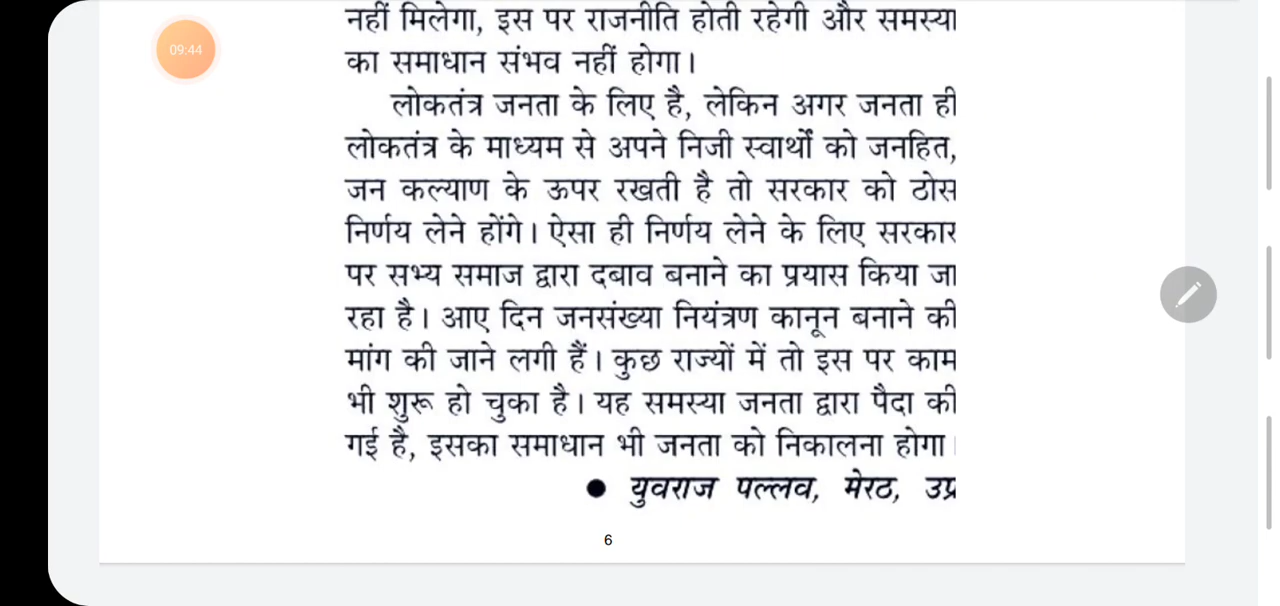 नहीं मिलेगा, इस पर राजनीति होती रहेगी और समस्या
09:44
का समाधान संभव नहीं होगा।
लोकतंत्र जनता के लिए है, लेकिन अगर जनता ही
लोकतंत्र के माध्यम से अपने निजी स्वार्थों को जनहित,
जन कल्याण के ऊपर रखती है तो सरकार को ठोस
निर्णय लेने होंगे। ऐसा ही निर्णय लेने के लिए सरकार
पर सभ्य समाज द्वारा दबाव बनाने का प्रयास किया जा
रहा है। आए दिन जनसंख्या नियंत्रण कानून बनाने की
मांग की जाने लगी हैं। कुछ राज्यों में तो इस पर काम
भी शुरू हो चुका है। यह समस्या जनता द्वारा पैदा की
गई है, इसका समाधान भी जनता को निकालना होगा।
● युवराज पल्लव, मेरठ, उप्र
6